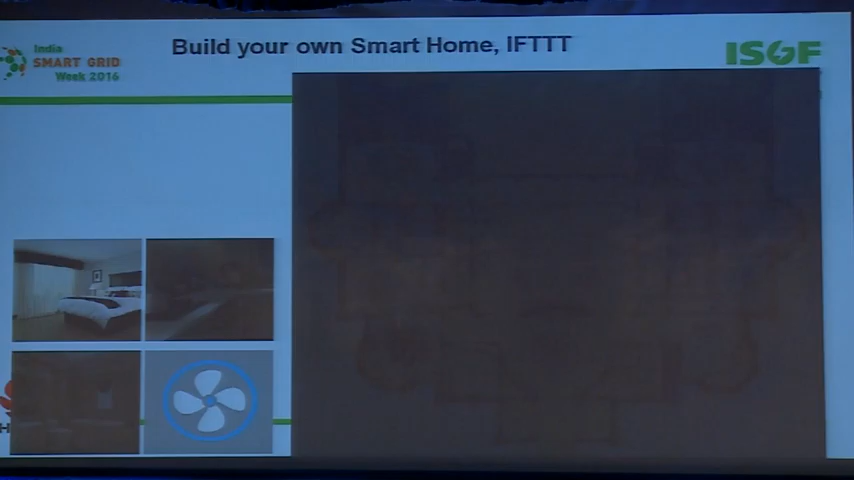 India
SMART GRID
Week 2016
Build your own Smart Home, IFTTT
ISGF
H